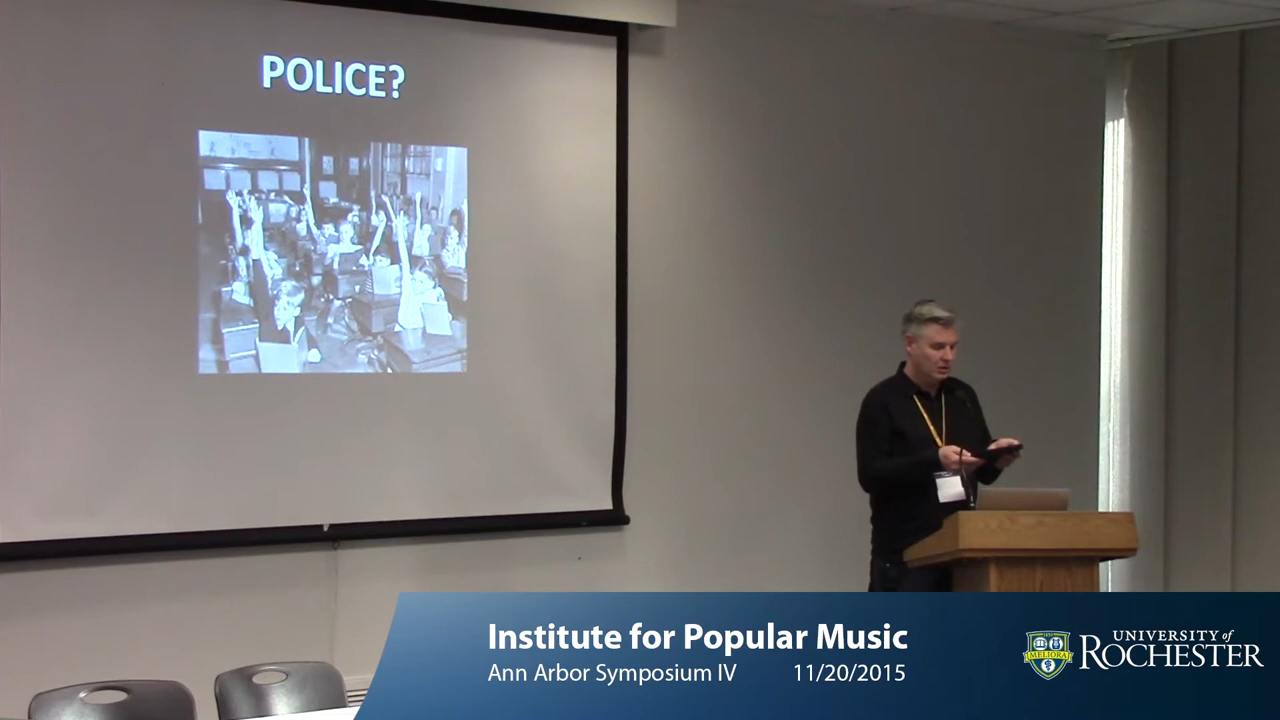 POLICE?
Institute for Popular Music
Ann Arbor Symposium IV 11/20/2015
MELIORA
UNIVERSITY of
ROCHESTER